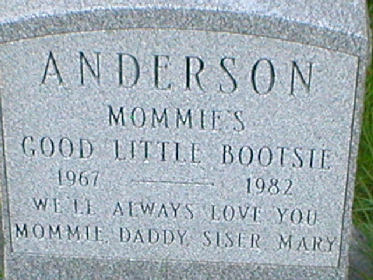 ANDERSON
MOMMIE'S
GOOD LITTLE BOOTSIE
1967 — 1982
WE'LL ALWAYS LOVE YOU
MOMMIE, DADDY, SISER, MARY